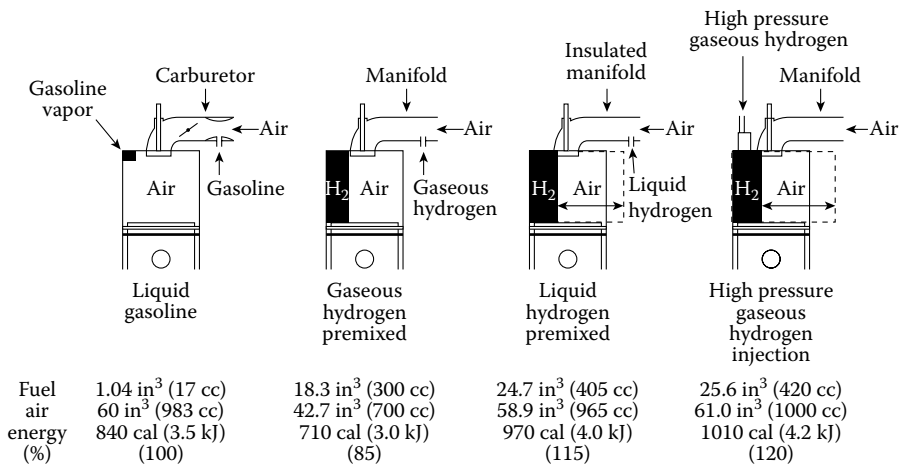 High pressure
gaseous hydrogen
Gasoline
vapor
Carburetor
Air
Gasoline
Air
Manifold
Air
Gaseous
hydrogen
H2
Air
Insulated
manifold
Air
Liquid
hydrogen
H2
Air
Manifold
Air
H2
Air
Liquid
gasoline
Gaseous
hydrogen
premixed
Liquid
hydrogen
premixed
High pressure
gaseous
hydrogen
injection
Fuel 1.04 in³ (17 cc) 18.3 in³ (300 cc) 24.7 in³ (405 cc) 25.6 in³ (420 cc)
air 60 in³ (983 cc) 42.7 in³ (700 cc) 58.9 in³ (965 cc) 61.0 in³ (1000 cc)
energy 840 cal (3.5 kJ) 710 cal (3.0 kJ) 970 cal (4.0 kJ) 1010 cal (4.2 kJ)
(%) (100) (85) (115) (120)